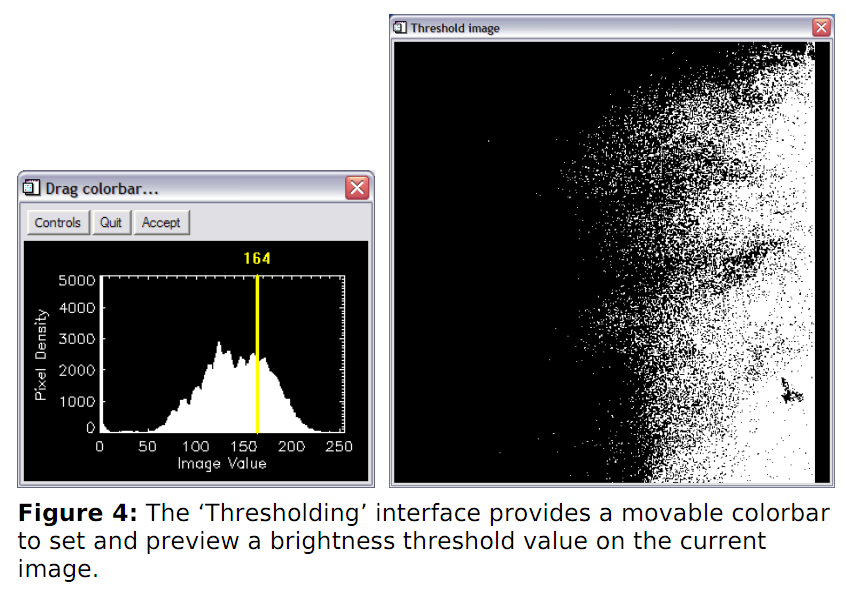 Threshold image
Drag colorbar...
Controls Quit Accept
164
5000
4000
3000
2000
1000
0
Pixel Density
0 50 100 150 200 250
Image Value
Figure 4: The ‘Thresholding’ interface provides a movable colorbar
to set and preview a brightness threshold value on the current
image.